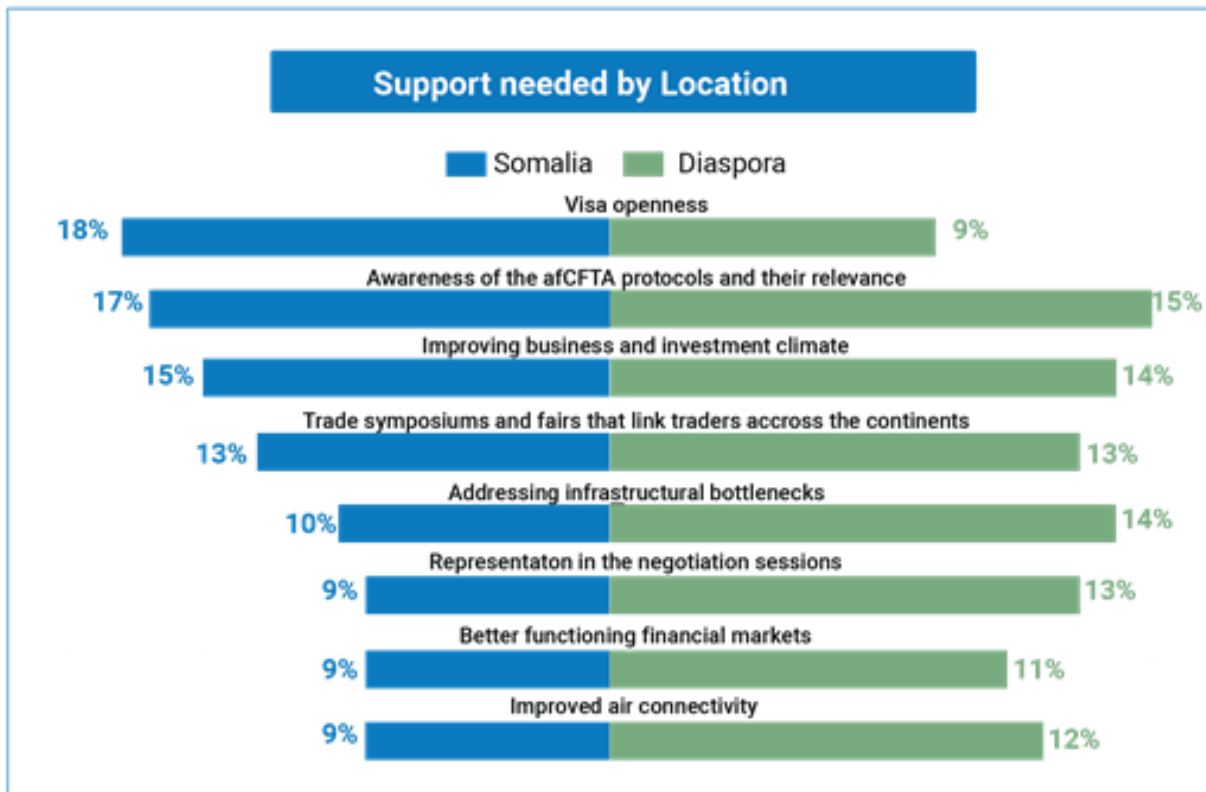 Support needed by Location
Somalia Diaspora
Visa openness
18% 9%
Awareness of the afCFTA protocols and their relevance
17% 15%
Improving business and investment climate
15% 14%
Trade symposiums and fairs that link traders accross the continents
13% 13%
Addressing infrastructural bottlenecks
10% 14%
Representaton in the negotiation sessions
9% 13%
Better functioning financial markets
9% 11%
Improved air connectivity
9% 12%